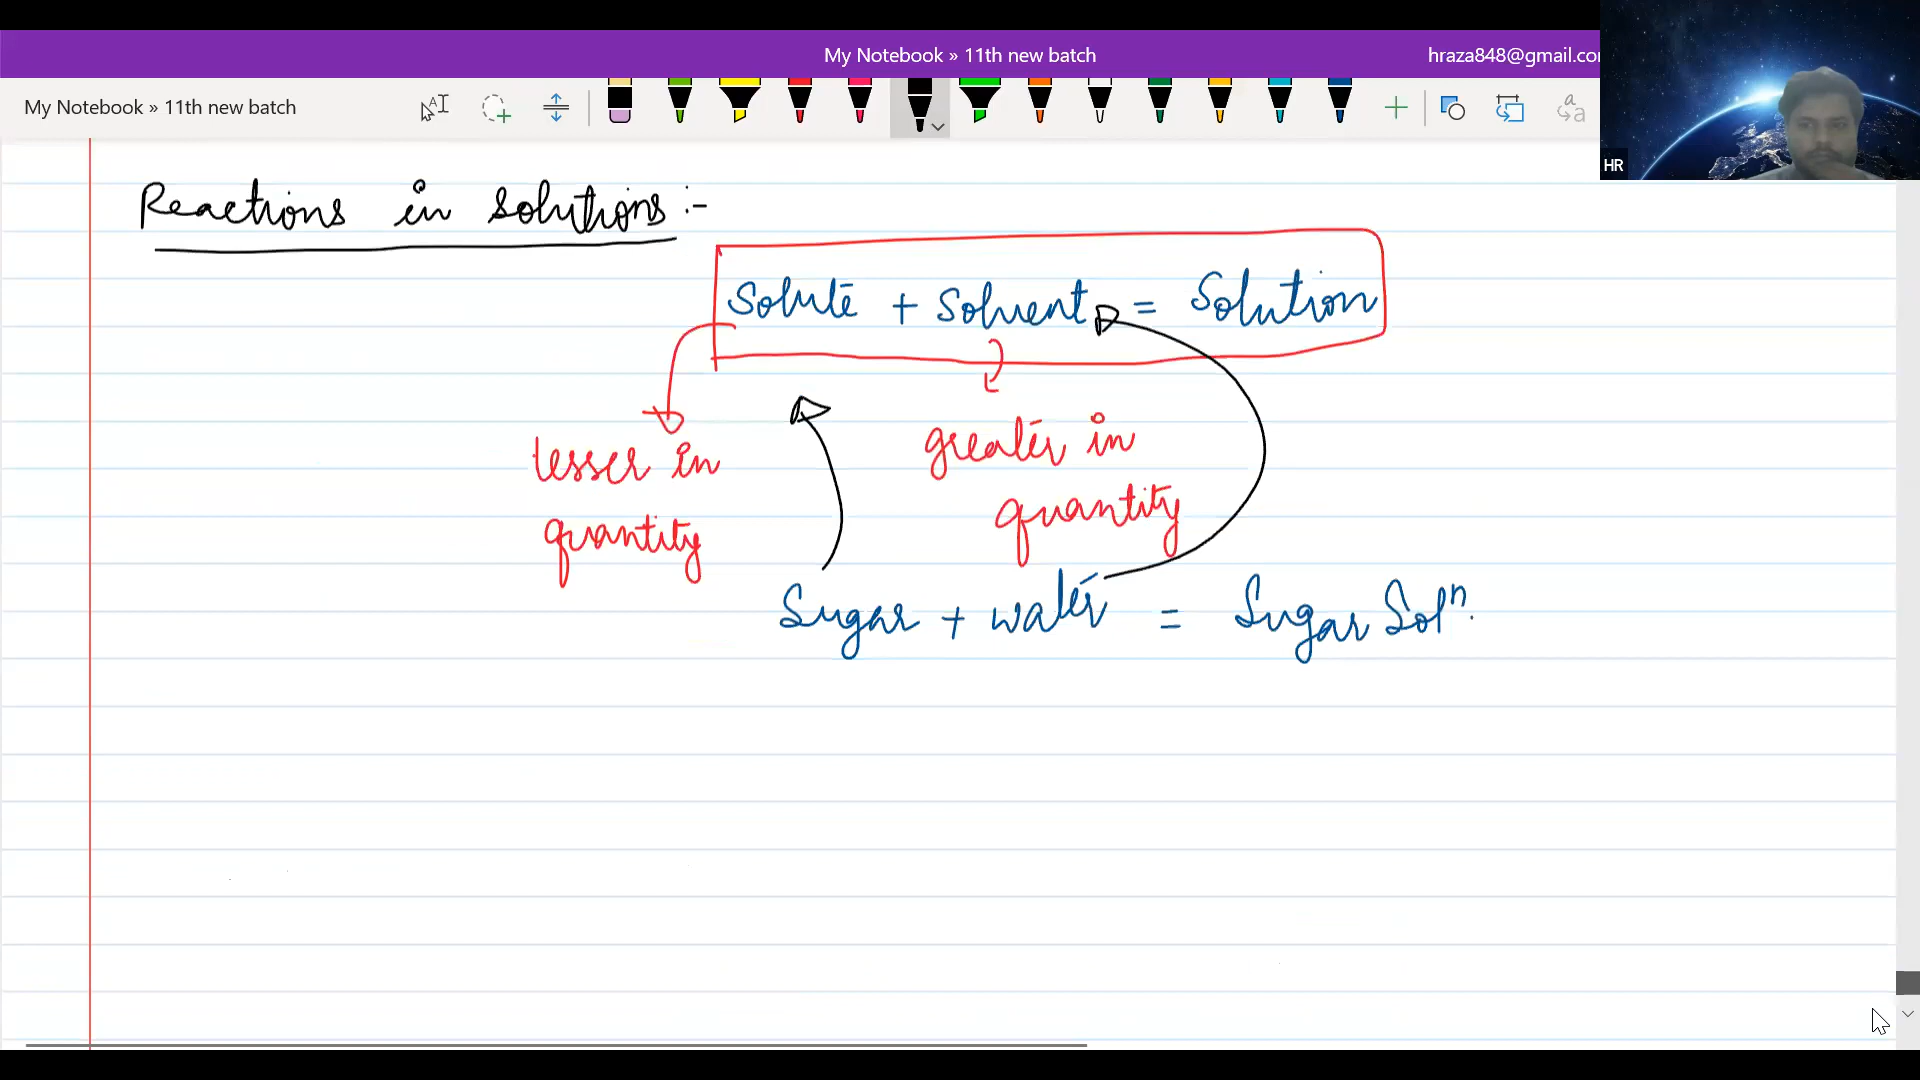 My Notebook » 11th new batch
hraza848@gmail.co
My Notebook » 11th new batch
HR
Reactions in solutions :-
Solute + Solvent = Solution
lesser in
quantity
greater in
quantity
Sugar + water = Sugar Solⁿ.